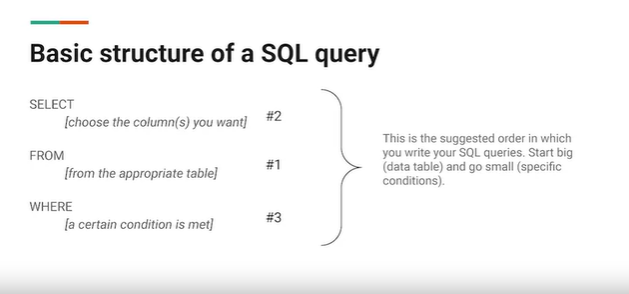 Basic structure of a SQL query
SELECT
[choose the column(s) you want]
#2
FROM
[from the appropriate table]
#1
WHERE
[a certain condition is met]
#3
This is the suggested order in which
you write your SQL queries. Start big
(data table) and go small (specific
conditions).